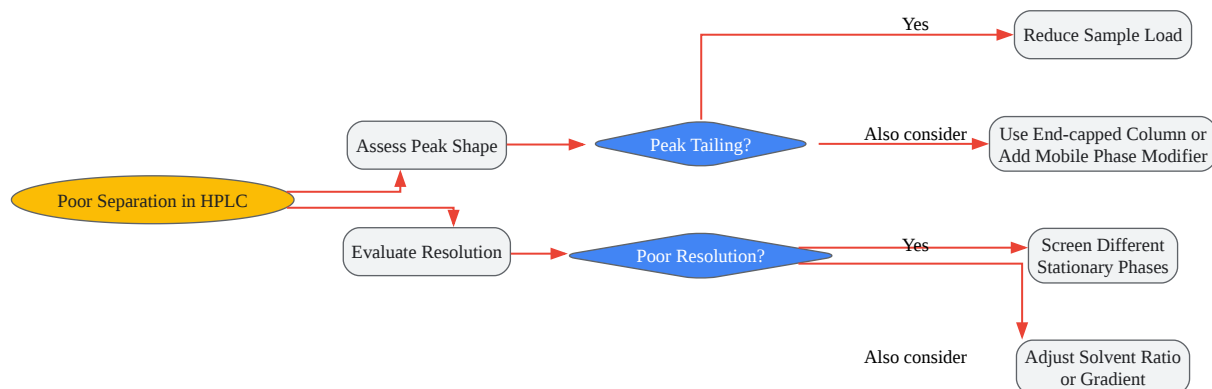 Yes
Reduce Sample Load
Assess Peak Shape
Peak Tailing?
Also consider
Use End-capped Column or
Add Mobile Phase Modifier
Poor Separation in HPLC
Evaluate Resolution
Poor Resolution?
Yes
Screen Different
Stationary Phases
Also consider
Adjust Solvent Ratio
or Gradient